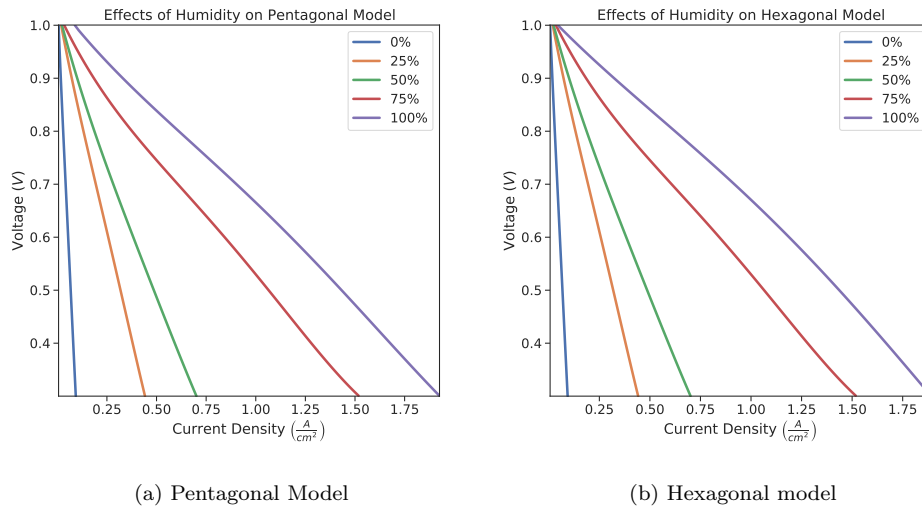 Effects of Humidity on Pentagonal Model
1.0
0.9
0.8
0.7
0.6
0.5
0.4
Voltage (V)
0.25 0.50 0.75 1.00 1.25 1.50 1.75
Current Density (A/cm²)
0%
25%
50%
75%
100%
(a) Pentagonal Model
Effects of Humidity on Hexagonal Model
1.0
0.9
0.8
0.7
0.6
0.5
0.4
Voltage (V)
0.25 0.50 0.75 1.00 1.25 1.50 1.75
Current Density (A/cm²)
0%
25%
50%
75%
100%
(b) Hexagonal model